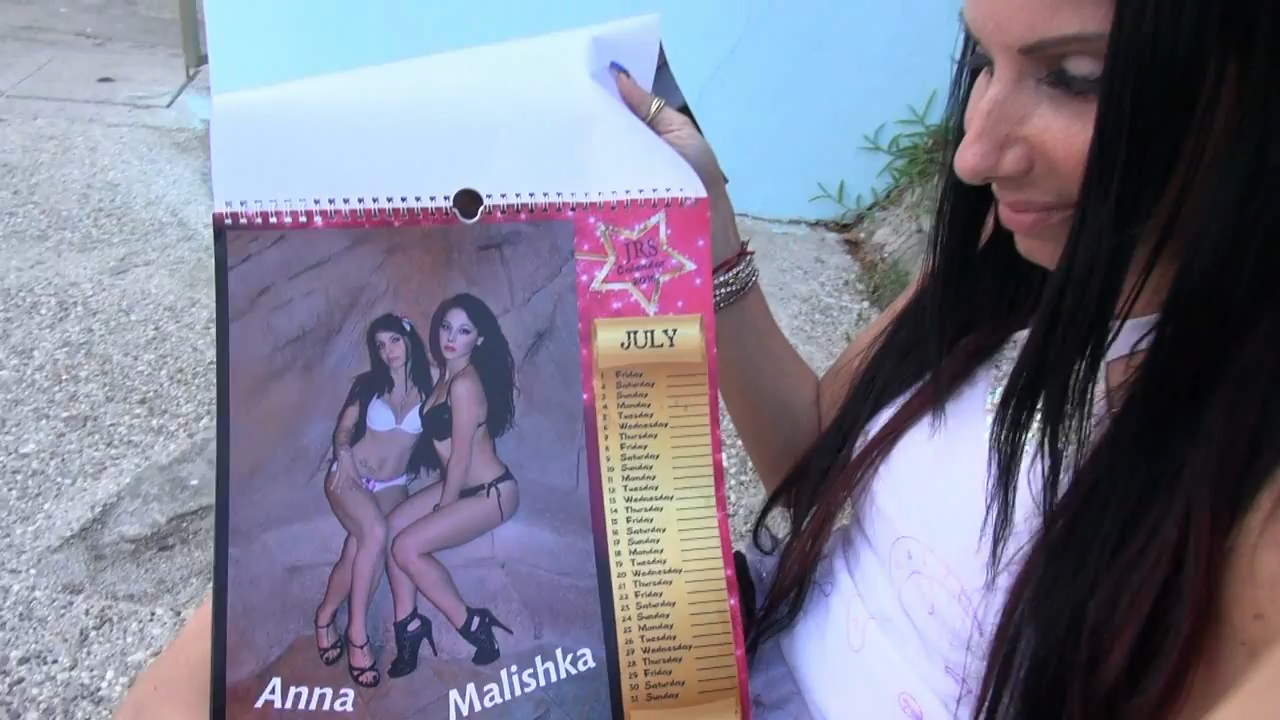 JRS
Calendar
2016
JULY
1 Friday
2 Saturday
3 Sunday
4 Monday
5 Tuesday
6 Wednesday
7 Thursday
8 Friday
9 Saturday
10 Sunday
11 Monday
12 Tuesday
13 Wednesday
14 Thursday
15 Friday
16 Saturday
17 Sunday
18 Monday
19 Tuesday
20 Wednesday
21 Thursday
22 Friday
23 Saturday
24 Sunday
25 Monday
26 Tuesday
27 Wednesday
28 Thursday
29 Friday
30 Saturday
31 Sunday
Anna
Malishka